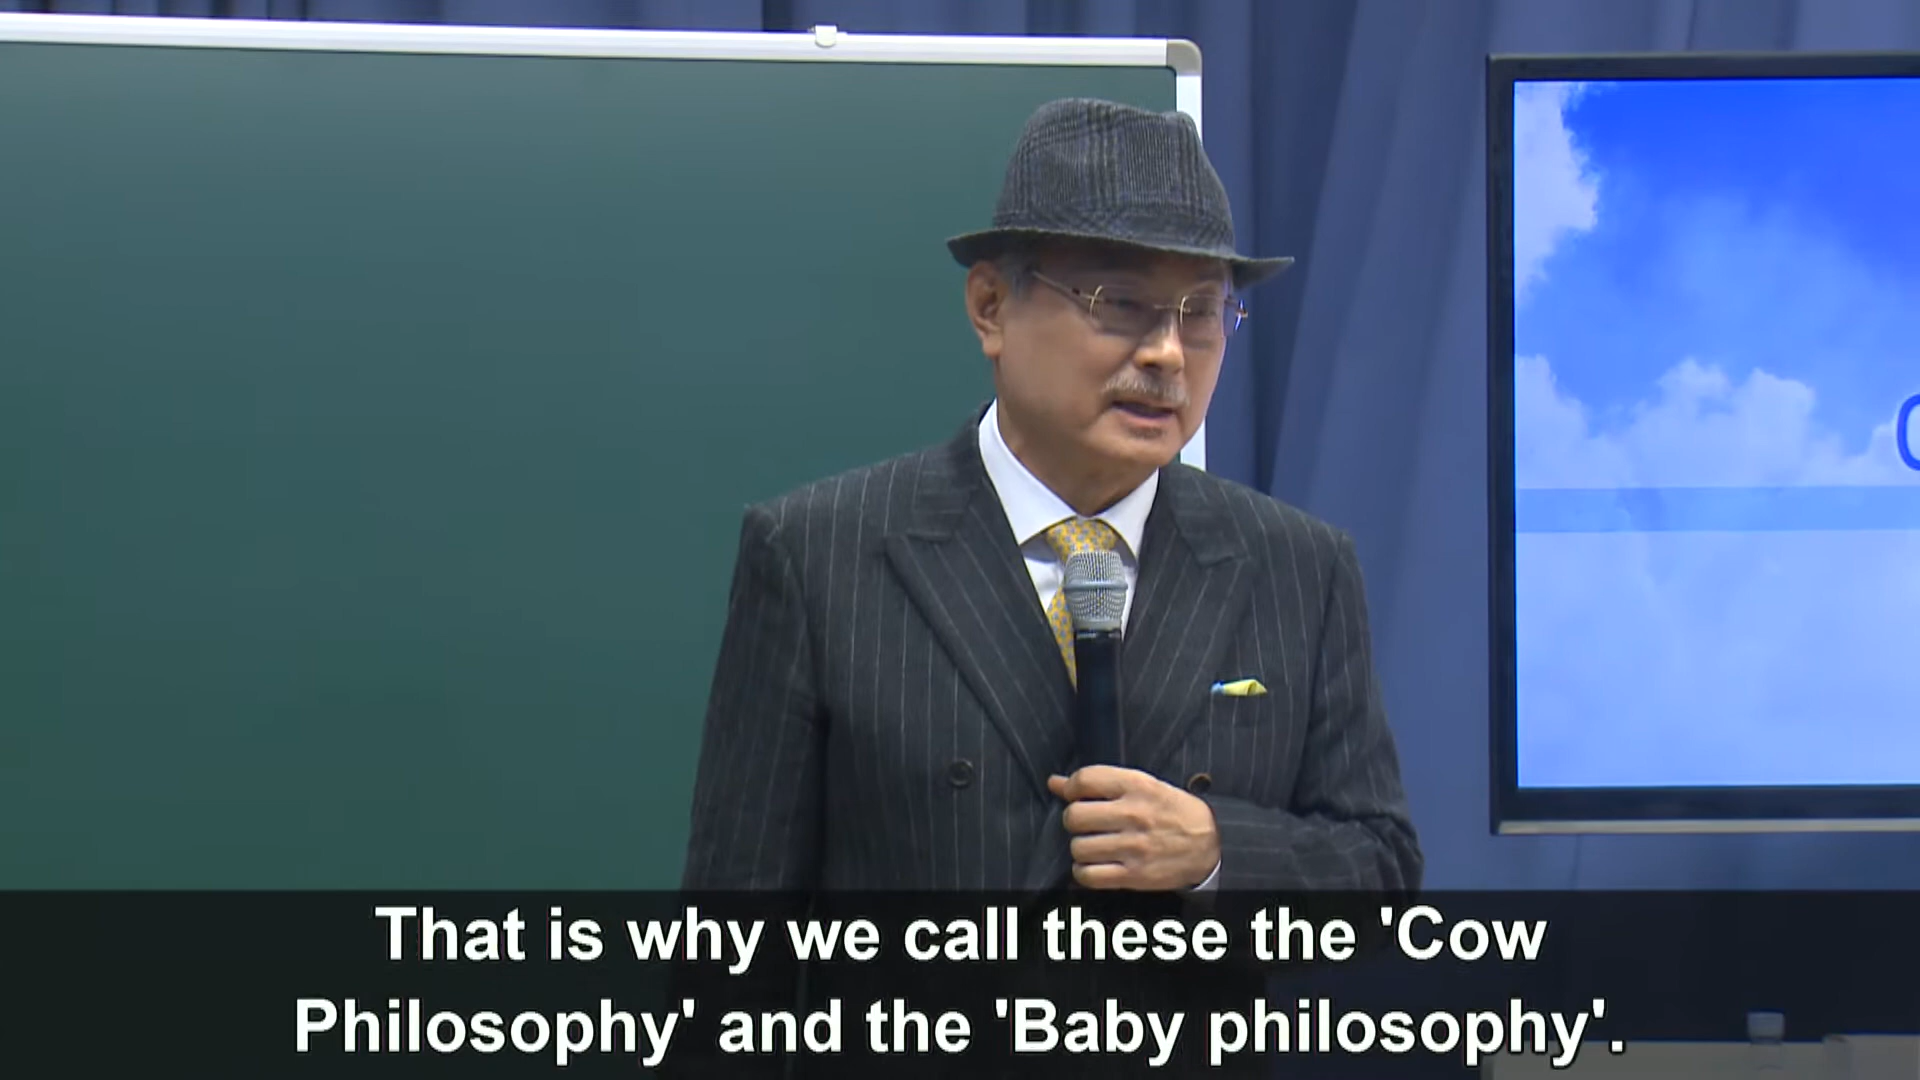 That is why we call these the 'Cow
Philosophy' and the 'Baby philosophy'.